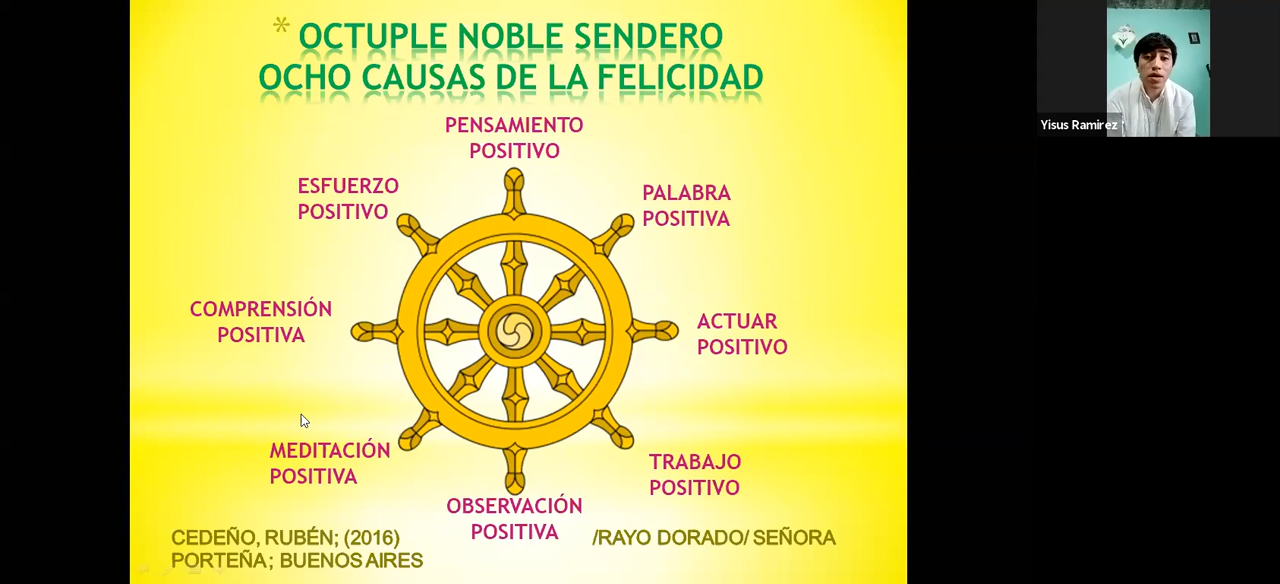 * OCTUPLE NOBLE SENDERO
OCHO CAUSAS DE LA FELICIDAD
PENSAMIENTO
POSITIVO
ESFUERZO
POSITIVO
PALABRA
POSITIVA
COMPRENSIÓN
POSITIVA
ACTUAR
POSITIVO
MEDITACIÓN
POSITIVA
TRABAJO
POSITIVO
OBSERVACIÓN
POSITIVA
CEDEÑO, RUBÉN; (2016) /RAYO DORADO/ SEÑORA
PORTEÑA; BUENOS AIRES
Yisus Ramirez